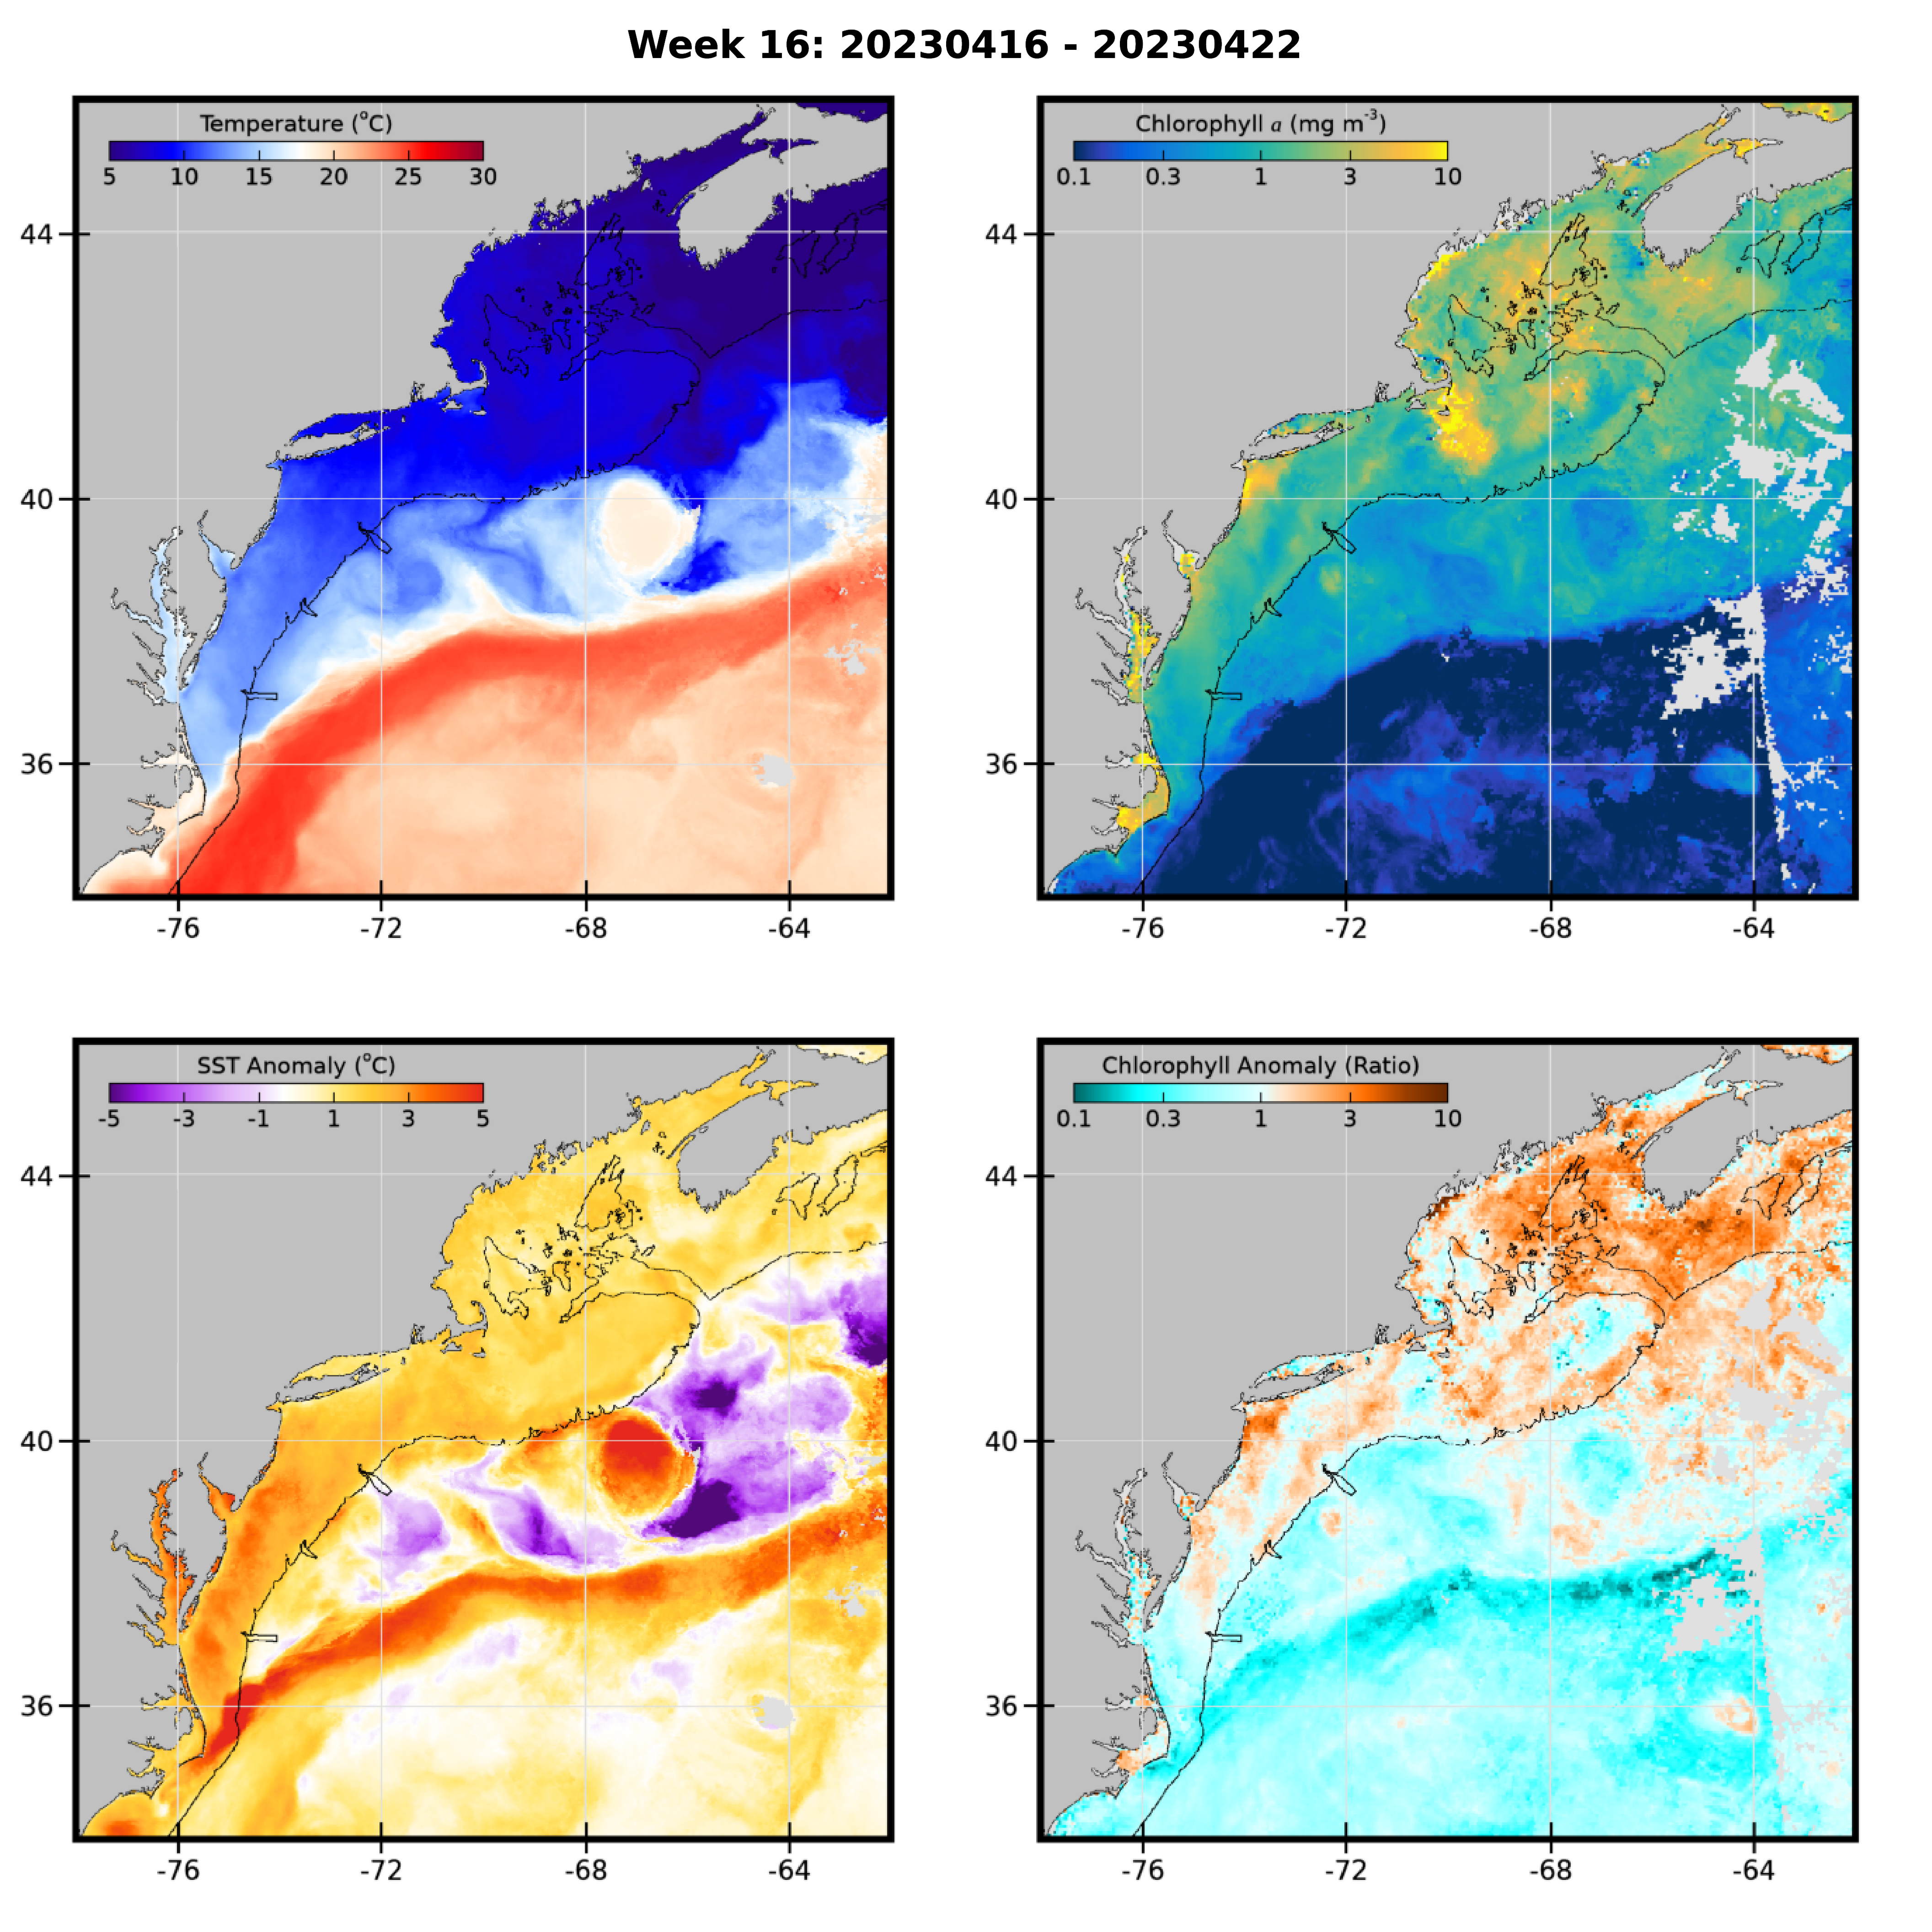 Week 16: 20230416 - 20230422
Temperature (°C)
5 10 15 20 25 30
44
40
36
-76 -72 -68 -64
Chlorophyll a (mg m⁻³)
0.1 0.3 1 3 10
44
40
36
-76 -72 -68 -64
SST Anomaly (°C)
-5 -3 -1 1 3 5
44
40
36
-76 -72 -68 -64
Chlorophyll Anomaly (Ratio)
0.1 0.3 1 3 10
44
40
36
-76 -72 -68 -64